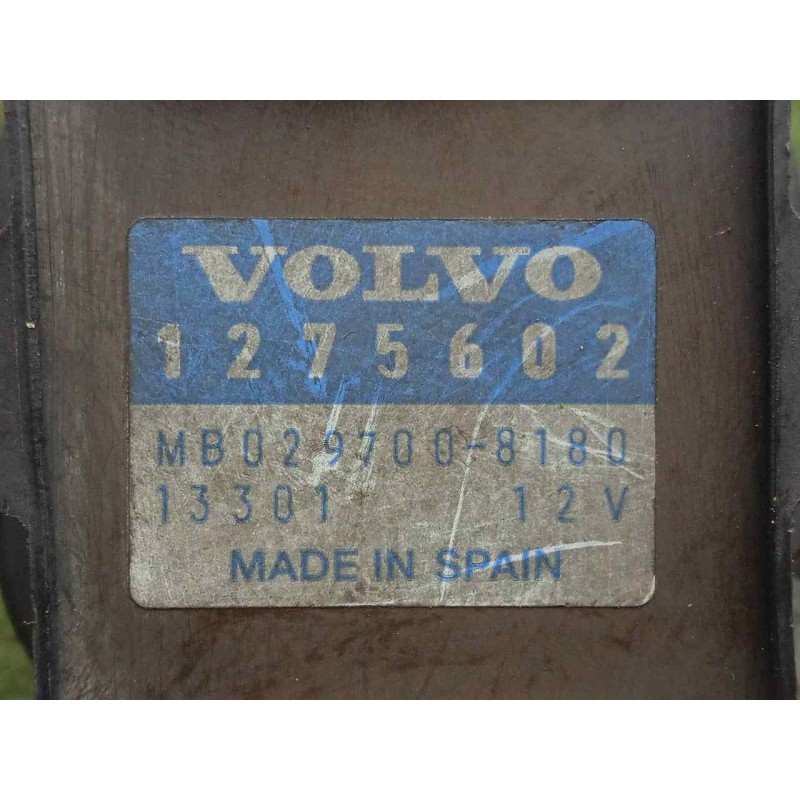 VOLVO
1275602
MB029700-8180
13301 12V
MADE IN SPAIN